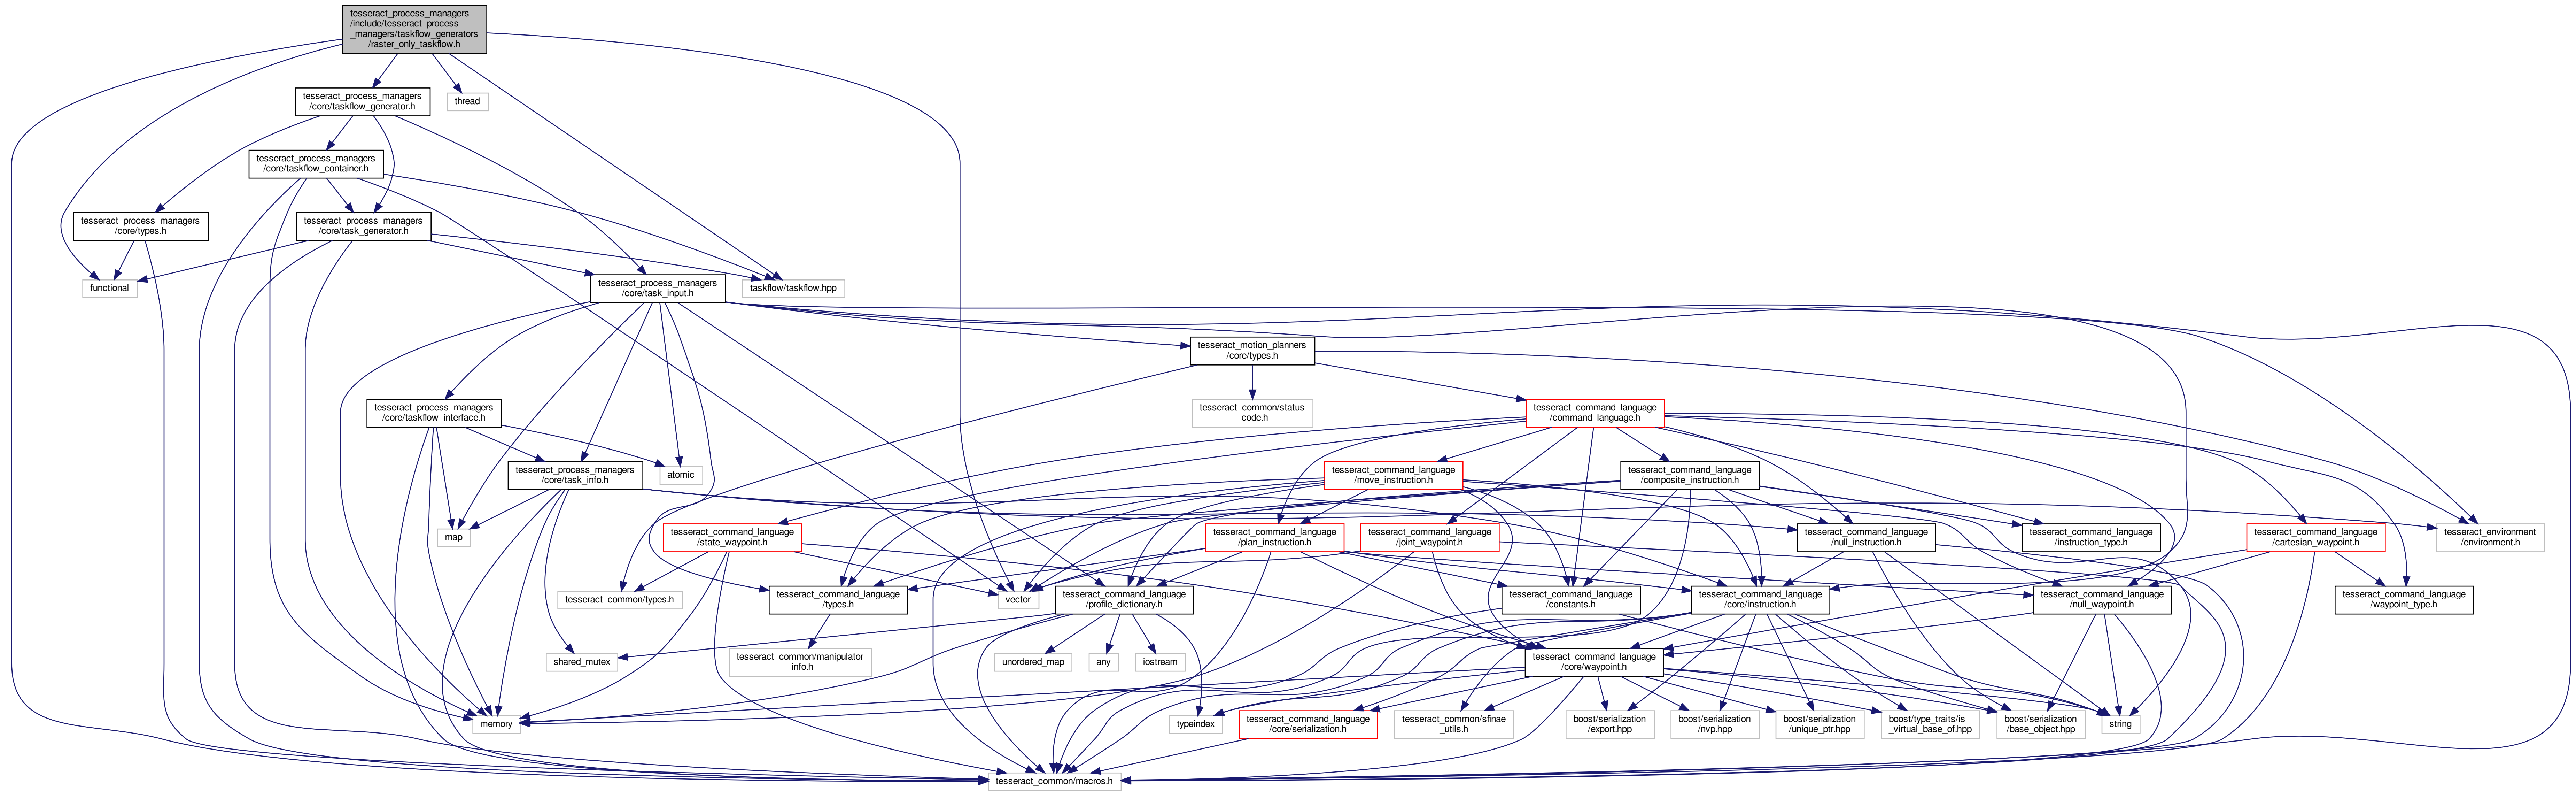 tesseract_process_managers
/include/tesseract_process
_managers/taskflow_generators
/raster_only_taskflow.h
tesseract_process_managers
/core/taskflow_generator.h
thread
tesseract_process_managers
/core/taskflow_container.h
tesseract_process_managers
/core/types.h
tesseract_process_managers
/core/task_generator.h
functional
tesseract_process_managers
/core/task_input.h
taskflow/taskflow.hpp
tesseract_motion_planners
/core/types.h
tesseract_process_managers
/core/taskflow_interface.h
tesseract_common/status
_code.h
tesseract_command_language
/command_language.h
tesseract_process_managers
/core/task_info.h
atomic
tesseract_command_language
/move_instruction.h
tesseract_command_language
/composite_instruction.h
map
tesseract_command_language
/state_waypoint.h
tesseract_command_language
/plan_instruction.h
tesseract_command_language
/joint_waypoint.h
tesseract_command_language
/null_instruction.h
tesseract_command_language
/instruction_type.h
tesseract_command_language
/cartesian_waypoint.h
tesseract_environment
/environment.h
tesseract_common/types.h
tesseract_command_language
/types.h
vector
tesseract_command_language
/profile_dictionary.h
tesseract_command_language
/constants.h
tesseract_command_language
/core/instruction.h
tesseract_command_language
/null_waypoint.h
tesseract_command_language
/waypoint_type.h
shared_mutex
tesseract_common/manipulator
_info.h
unordered_map
any
iostream
tesseract_command_language
/core/waypoint.h
memory
typeindex
tesseract_command_language
/core/serialization.h
tesseract_common/sfinae
_utils.h
boost/serialization
/export.hpp
boost/serialization
/nvp.hpp
boost/serialization
/unique_ptr.hpp
boost/type_traits/is
_virtual_base_of.hpp
boost/serialization
/base_object.hpp
string
tesseract_common/macros.h